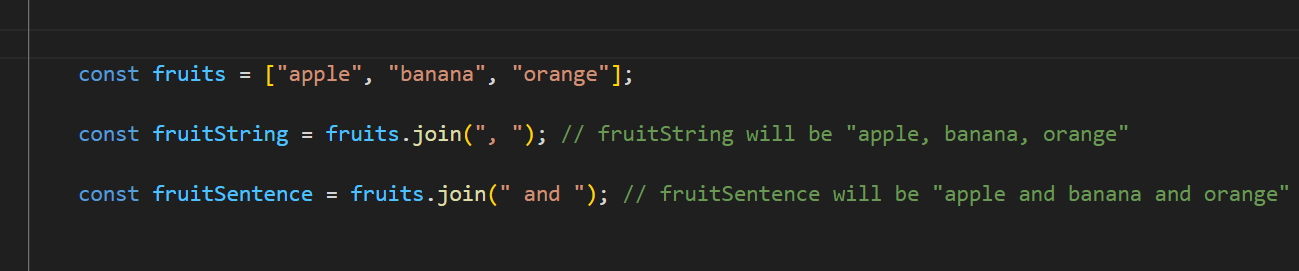 const fruits = ["apple", "banana", "orange"];
const fruitString = fruits.join(", "); // fruitString will be "apple, banana, orange"
const fruitSentence = fruits.join(" and "); // fruitSentence will be "apple and banana and orange"